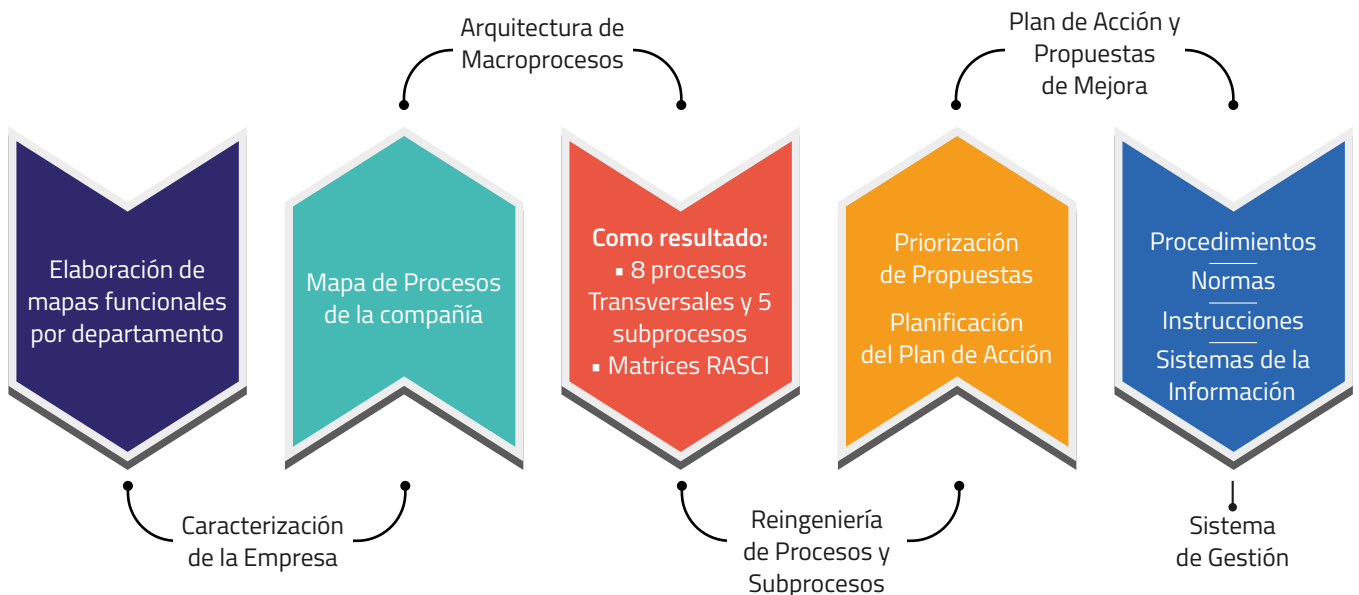 Arquitectura de
Macroprocesos
Plan de Acción y
Propuestas
de Mejora
Elaboración de
mapas funcionales
por departamento
Mapa de Procesos
de la compañía
Como resultado:
▪ 8 procesos
Transversales y 5
subprocesos
▪ Matrices RASCI
Priorización
de Propuestas
Planificación
del Plan de Acción
Procedimientos
Normas
Instrucciones
Sistemas de la
Información
Caracterización
de la Empresa
Reingeniería
de Procesos y
Subprocesos
Sistema
de Gestión